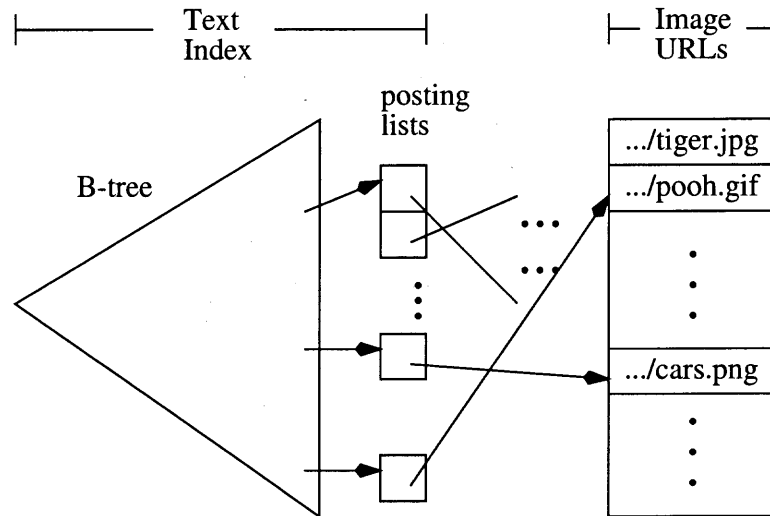 Text
Index
Image
URLs
posting
lists
B-tree
.../tiger.jpg
.../pooh.gif
.../cars.png